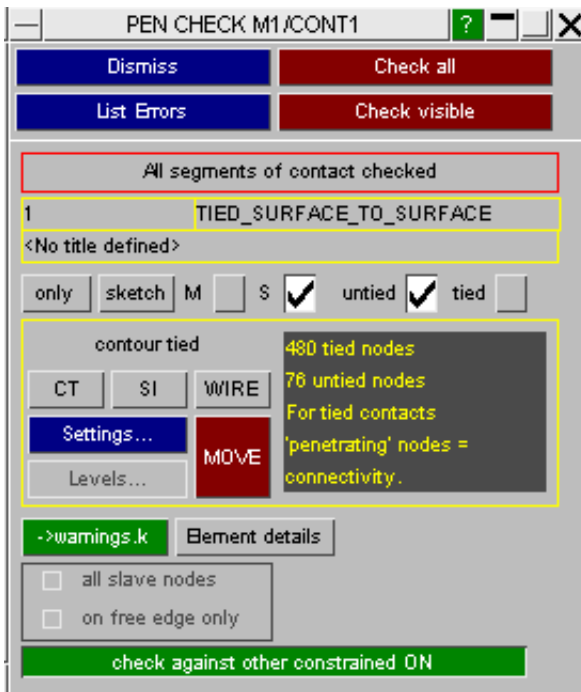 PEN CHECK M1/CONT1 ?
Dismiss Check all
List Errors Check visible
All segments of contact checked
1 TIED_SURFACE_TO_SURFACE
<No title defined>
only sketch M S untied tied
contour tied
CT SI WIRE
Settings...
MOVE
Levels...
480 tied nodes
76 untied nodes
For tied contacts
'penetrating' nodes =
connectivity.
->warnings.k Element details
all slave nodes
on free edge only
check against other constrained ON